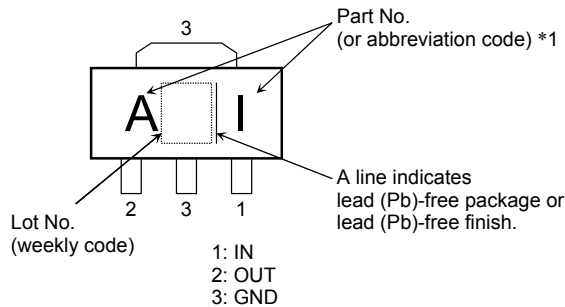 3
Part No.
(or abbreviation code) *1
A I
A line indicates
lead (Pb)-free package or
lead (Pb)-free finish.
Lot No.
(weekly code)
2 3 1
1: IN
2: OUT
3: GND